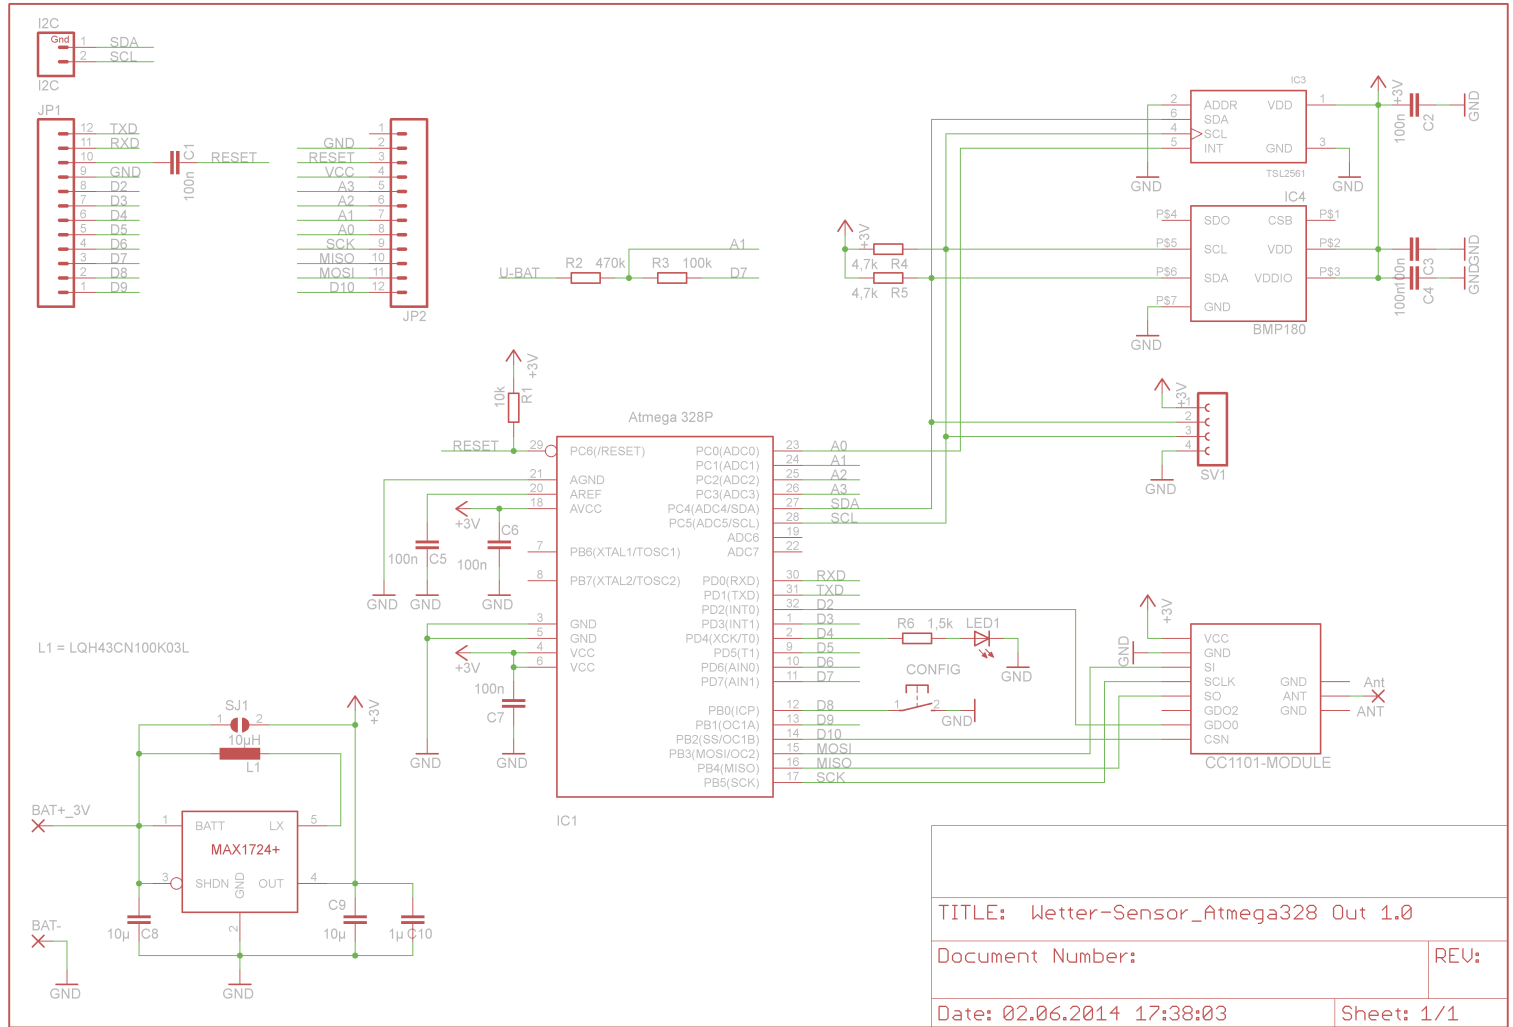 I2C
Gnd
1 SDA
2 SCL
I2C
JP1
12 TXD
11 RXD
10
9 GND
8 D2
7 D3
6 D4
5 D5
4 D6
3 D7
2 D8
1 D9
C1
100n
RESET
1
GND 2
RESET 3
VCC 4
A3 5
A2 6
A1 7
A0 8
SCK 9
MISO 10
MOSI 11
D10 12
JP2
U-BAT
R2 470k
R3 100k
A1
D7
+3V
4,7k R4
4,7k R5
IC3
2 ADDR VDD 1
6 SDA
4 SCL
5 INT GND 3
TSL2561
GND
GND
+3V
100n
C2
GND
IC4
P$4 SDO CSB P$1
P$5 SCL VDD P$2
P$6 SDA VDDIO P$3
P$7 GND
BMP180
GND
100n
C3
GND
100n
C4
GND
+3V
1
2
3
4
SV1
GND
+3V
10k
R1
RESET
Atmega 328P
29 PC6(/RESET)
21 AGND
20 AREF
18 AVCC
7 PB6(XTAL1/TOSC1)
8 PB7(XTAL2/TOSC2)
3 GND
5 GND
4 VCC
6 VCC
PC0(ADC0) 23 A0
PC1(ADC1) 24 A1
PC2(ADC2) 25 A2
PC3(ADC3) 26 A3
PC4(ADC4/SDA) 27 SDA
PC5(ADC5/SCL) 28 SCL
ADC6 19
ADC7 22
PD0(RXD) 30 RXD
PD1(TXD) 31 TXD
PD2(INT0) 32 D2
PD3(INT1) 1 D3
PD4(XCK/T0) 2 D4
PD5(T1) 9 D5
PD6(AIN0) 10 D6
PD7(AIN1) 11 D7
PB0(ICP) 12 D8
PB1(OC1A) 13 D9
PB2(SS/OC1B) 14 D10
PB3(MOSI/OC2) 15 MOSI
PB4(MISO) 16 MISO
PB5(SCK) 17 SCK
IC1
+3V
C6
100n
100n C5
GND GND GND
+3V
100n
C7
GND GND
R6 1,5k LED1
GND
CONFIG
1 2
GND
+3V
GND
VCC
GND
SI
SCLK GND
SO ANT
GDO2 GND
GDO0
CSN
CC1101-MODULE
Ant
ANT
L1 = LQH43CN100K03L
SJ1
1 2
10µH
L1
+3V
BAT+_3V
1 BATT LX 5
MAX1724+
3 SHDN GND OUT 4
2
BAT-
10µ C8
C9
10µ
1µ C10
GND
GND
TITLE: Wetter-Sensor_Atmega328 Out 1.0
Document Number:
REV:
Date: 02.06.2014 17:38:03
Sheet: 1/1